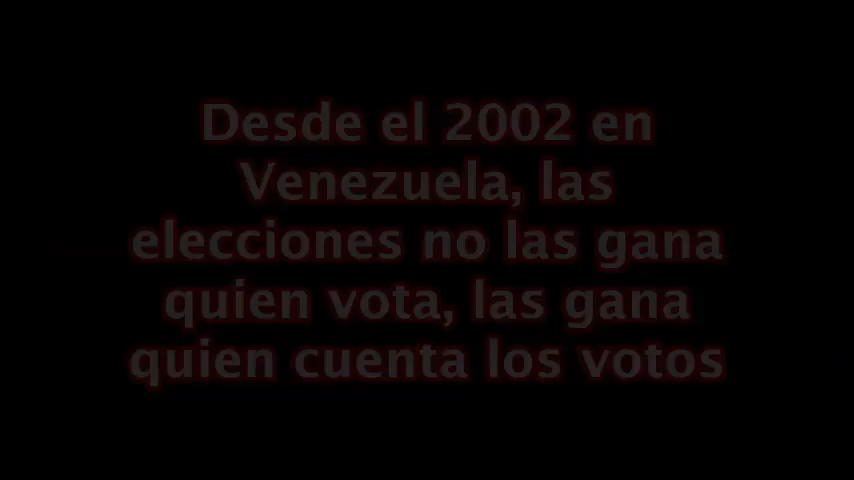 Desde el 2002 en
Venezuela, las
elecciones no las gana
quien vota, las gana
quien cuenta los votos